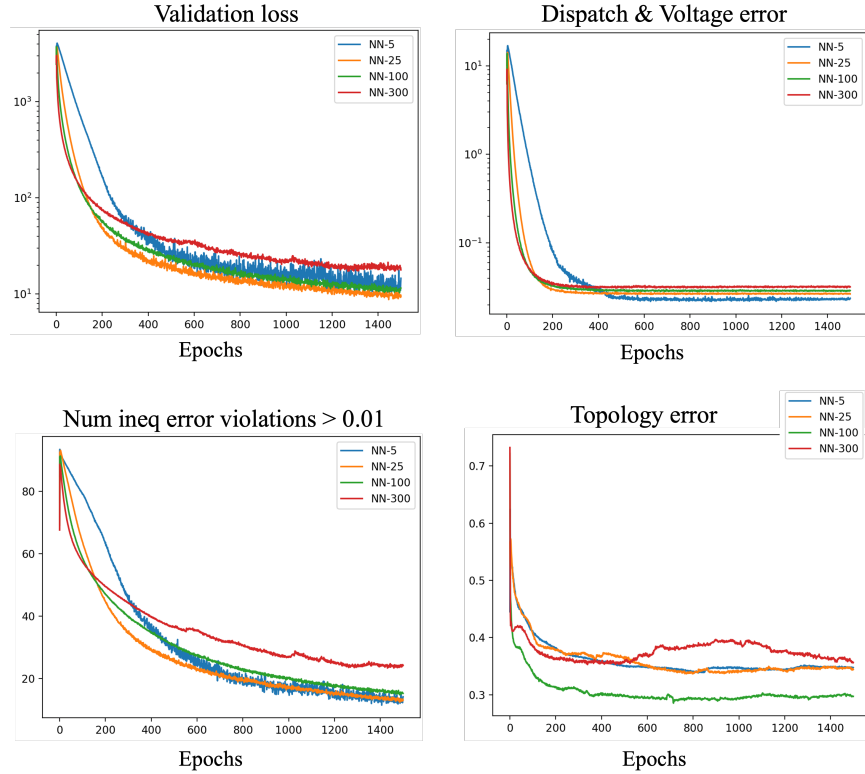 Validation loss
NN-5
NN-25
NN-100
NN-300
10³
10²
10¹
0 200 400 600 800 1000 1200 1400
Epochs
Dispatch & Voltage error
NN-5
NN-25
NN-100
NN-300
10¹
10⁰
10⁻¹
0 200 400 600 800 1000 1200 1400
Epochs
Num ineq error violations > 0.01
NN-5
NN-25
NN-100
NN-300
80
60
40
20
0 200 400 600 800 1000 1200 1400
Epochs
Topology error
NN-5
NN-25
NN-100
NN-300
0.7
0.6
0.5
0.4
0.3
0 200 400 600 800 1000 1200 1400
Epochs